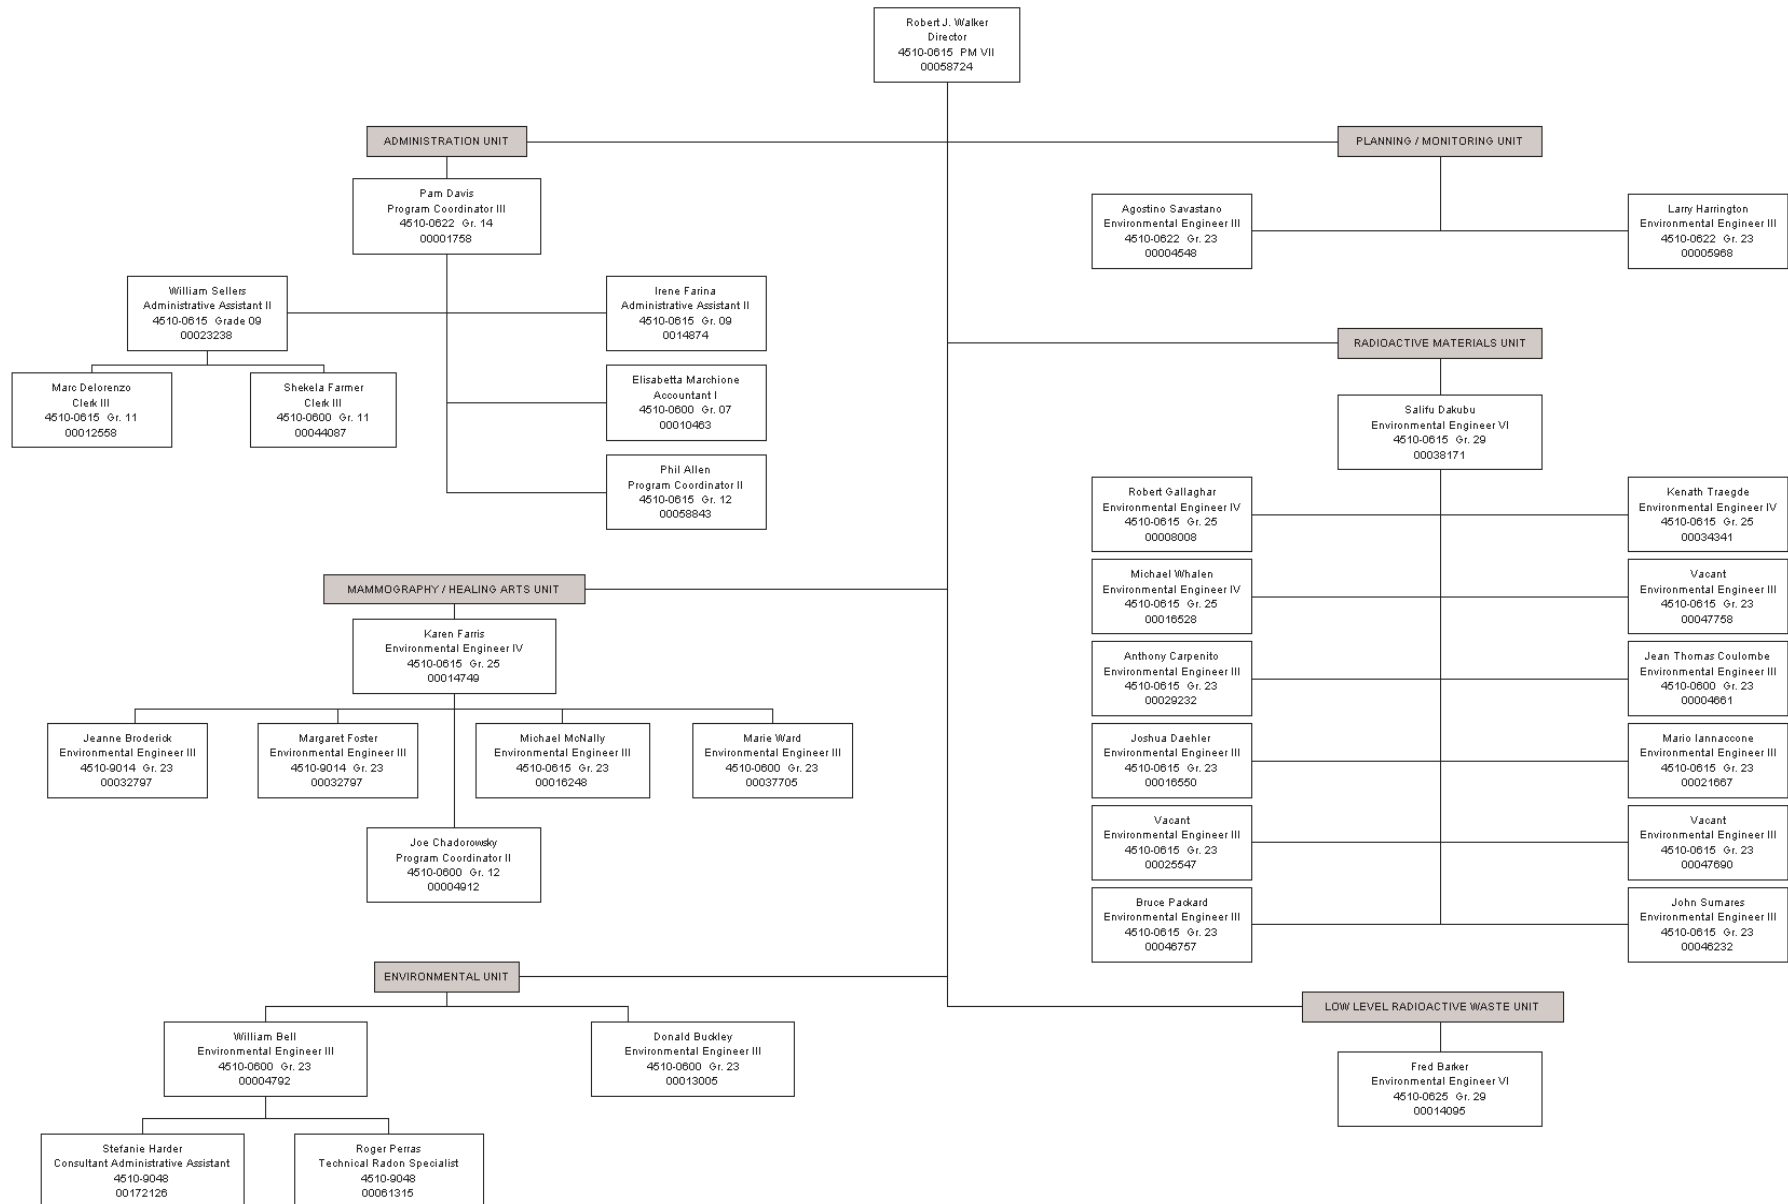 Robert J. Walker
Director
4510-0615 PM VII
00058724
ADMINISTRATION UNIT
Pam Davis
Program Coordinator III
4510-0622 Gr. 14
00001758
William Sellers
Administrative Assistant II
4510-0615 Grade 09
00023238
Marc Delorenzo
Clerk III
4510-0615 Gr. 11
00012558
Shekela Farmer
Clerk III
4510-0600 Gr. 11
00044087
Irene Farina
Administrative Assistant II
4510-0615 Gr. 09
0014874
Elisabetta Marchione
Accountant I
4510-0600 Gr. 07
00010463
Phil Allen
Program Coordinator II
4510-0615 Gr. 12
00058843
MAMMOGRAPHY / HEALING ARTS UNIT
Karen Farris
Environmental Engineer IV
4510-0615 Gr. 25
00014749
Jeanne Broderick
Environmental Engineer III
4510-9014 Gr. 23
00032797
Margaret Foster
Environmental Engineer III
4510-9014 Gr. 23
00032797
Michael McNally
Environmental Engineer III
4510-0615 Gr. 23
00016248
Marie Ward
Environmental Engineer III
4510-0600 Gr. 23
00037705
Joe Chadorowsky
Program Coordinator II
4510-0600 Gr. 12
00004912
ENVIRONMENTAL UNIT
William Bell
Environmental Engineer III
4510-0600 Gr. 23
00004792
Donald Buckley
Environmental Engineer III
4510-0600 Gr. 23
00013005
Stefanie Harder
Consultant Administrative Assistant
4510-9048
00172126
Roger Perras
Technical Radon Specialist
4510-9048
00061315
PLANNING / MONITORING UNIT
Agostino Savastano
Environmental Engineer III
4510-0622 Gr. 23
00004548
Larry Harrington
Environmental Engineer III
4510-0622 Gr. 23
00005968
RADIOACTIVE MATERIALS UNIT
Salifu Dakubu
Environmental Engineer VI
4510-0615 Gr. 29
00038171
Robert Gallaghar
Environmental Engineer IV
4510-0615 Gr. 25
00008008
Kenath Traegde
Environmental Engineer IV
4510-0615 Gr. 25
00034341
Michael Whalen
Environmental Engineer IV
4510-0615 Gr. 25
00016528
Vacant
Environmental Engineer III
4510-0615 Gr. 23
00047758
Anthony Carpenito
Environmental Engineer III
4510-0615 Gr. 23
00029232
Jean Thomas Coulombe
Environmental Engineer III
4510-0600 Gr. 23
00004661
Joshua Daehler
Environmental Engineer III
4510-0615 Gr. 23
00016550
Mario Iannaccone
Environmental Engineer III
4510-0615 Gr. 23
00021667
Vacant
Environmental Engineer III
4510-0615 Gr. 23
00025547
Vacant
Environmental Engineer III
4510-0615 Gr. 23
00047690
Bruce Packard
Environmental Engineer III
4510-0615 Gr. 23
00046757
John Sumares
Environmental Engineer III
4510-0615 Gr. 23
00046232
LOW LEVEL RADIOACTIVE WASTE UNIT
Fred Barker
Environmental Engineer VI
4510-0625 Gr. 29
00014095